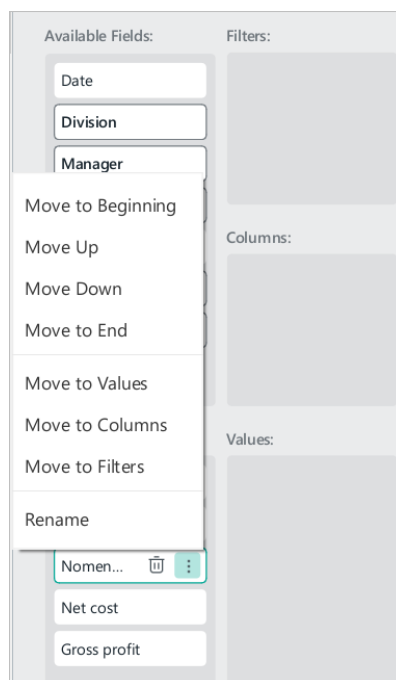 Available Fields:
Filters:
Date
Division
Manager
Move to Beginning
Move Up
Columns:
Move Down
Move to End
Move to Values
Move to Columns
Values:
Move to Filters
Rename
Nomen...
Net cost
Gross profit